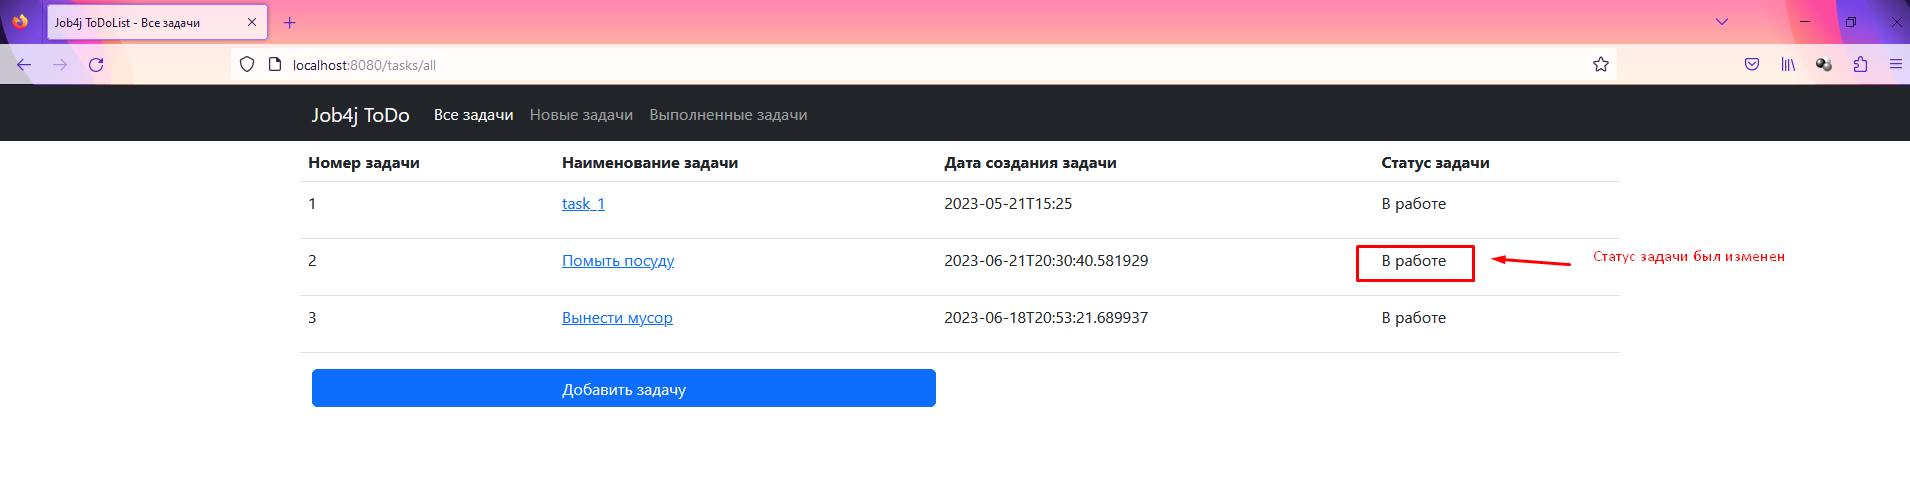 Job4j ToDoList - Все задачи
localhost:8080/tasks/all
Job4j ToDo Все задачи Новые задачи Выполненные задачи
Номер задачи Наименование задачи Дата создания задачи Статус задачи
1 task_1 2023-05-21T15:25 В работе
2 Помыть посуду 2023-06-21T20:30:40.581929 В работе Статус задачи был изменен
3 Вынести мусор 2023-06-18T20:53:21.689937 В работе
Добавить задачу